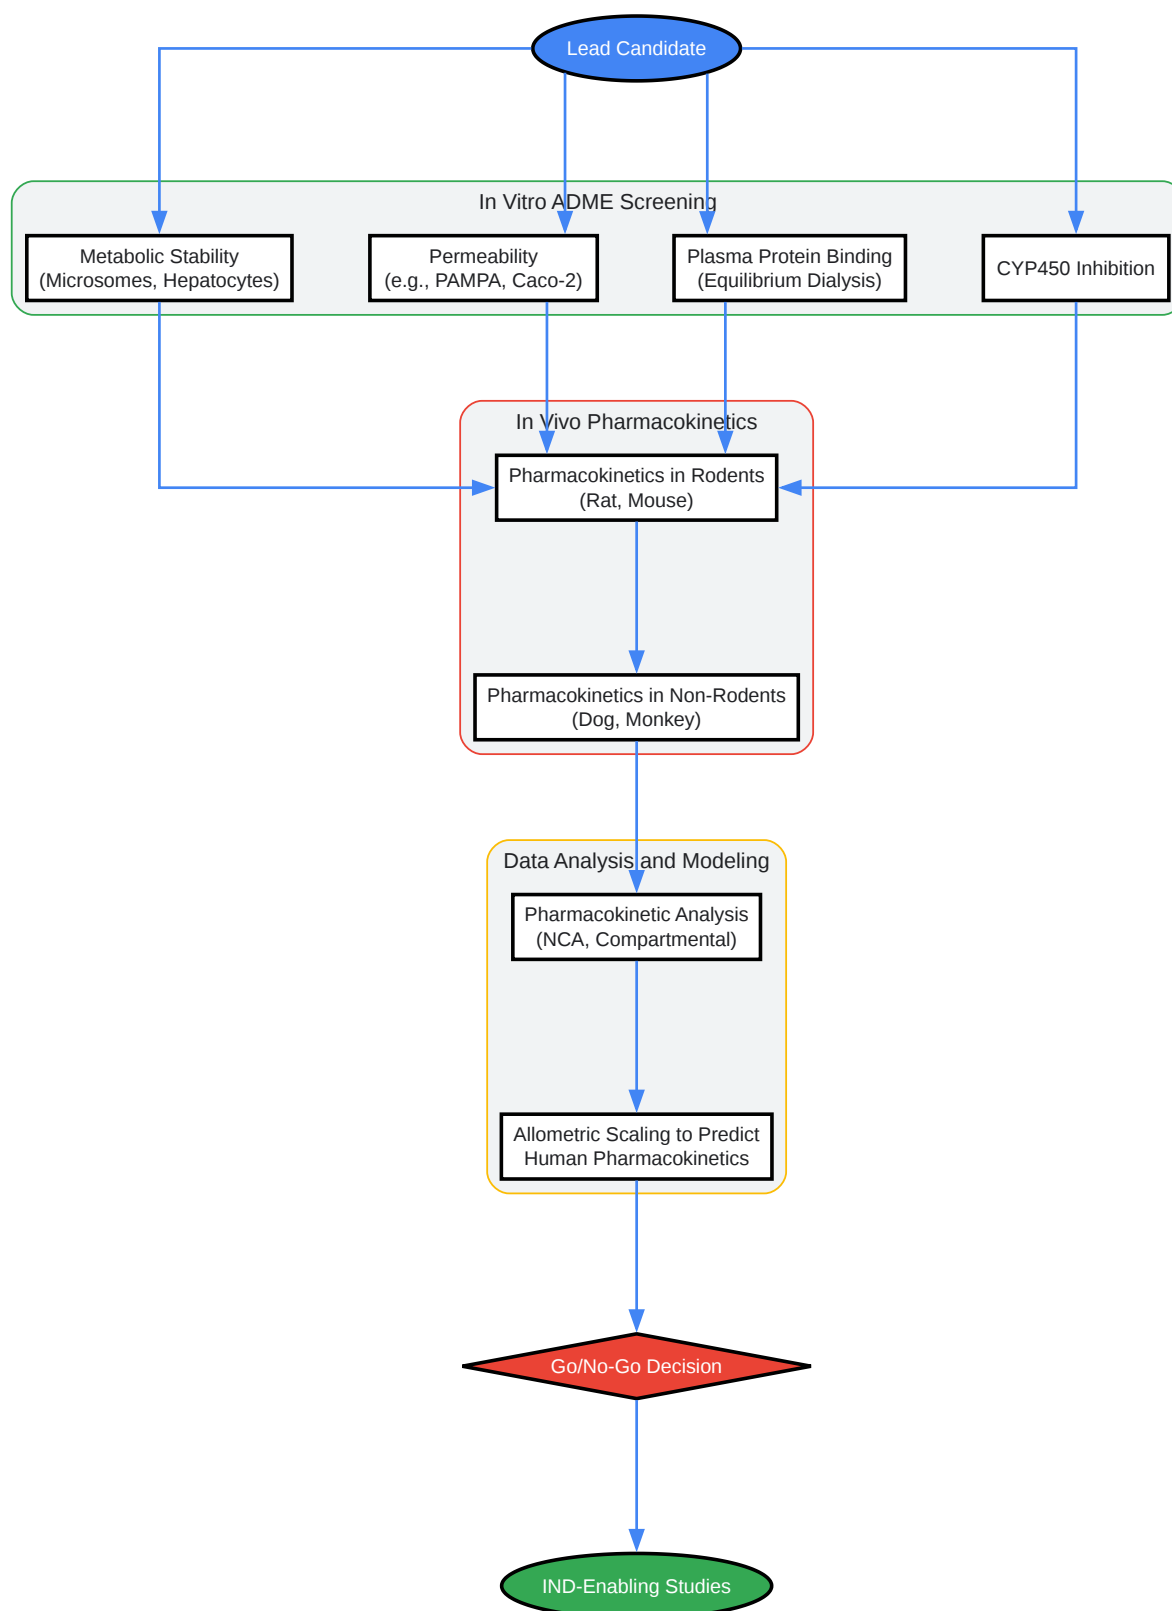 Lead Candidate
In Vitro ADME Screening
Metabolic Stability
(Microsomes, Hepatocytes)
Permeability
(e.g., PAMPA, Caco-2)
Plasma Protein Binding
(Equilibrium Dialysis)
CYP450 Inhibition
In Vivo Pharmacokinetics
Pharmacokinetics in Rodents
(Rat, Mouse)
Pharmacokinetics in Non-Rodents
(Dog, Monkey)
Data Analysis and Modeling
Pharmacokinetic Analysis
(NCA, Compartmental)
Allometric Scaling to Predict
Human Pharmacokinetics
Go/No-Go Decision
IND-Enabling Studies